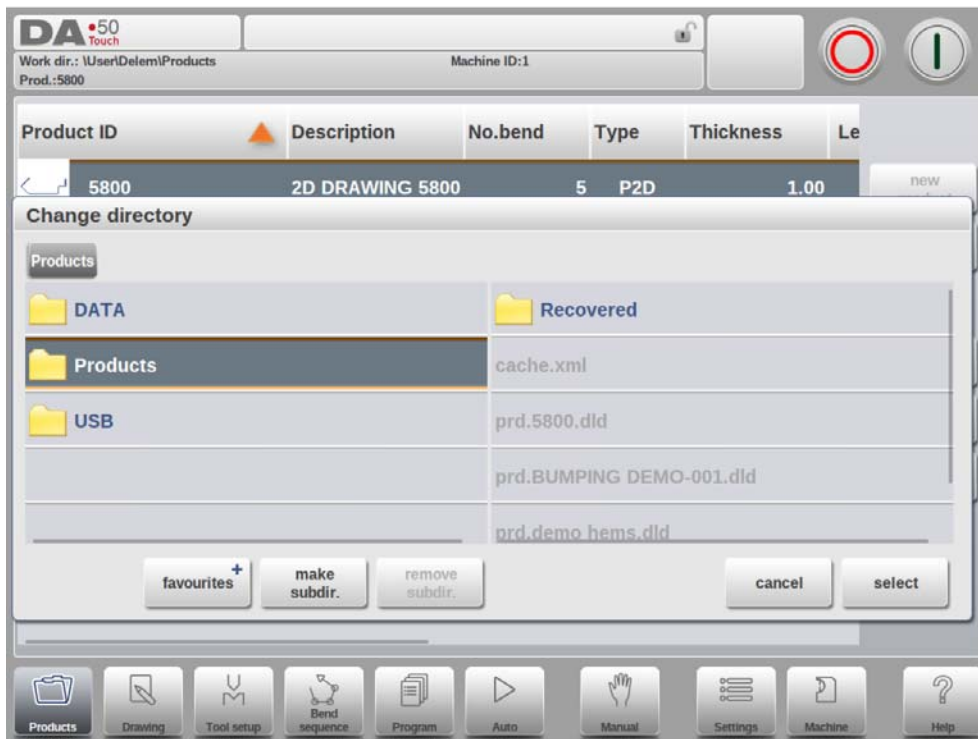 DA•50
Touch
Work dir.: \User\Delem\Products
Machine ID:1
Prod.:5800
Product ID Description No.bend Type Thickness Le
5800 2D DRAWING 5800 5 P2D 1.00
new
Change directory
Products
DATA
Recovered
Products
cache.xml
USB
prd.5800.dld
prd.BUMPING DEMO-001.dld
prd.demo hems.dld
favourites+
make
subdir.
remove
subdir.
cancel
select
Products
Drawing
Tool setup
Bend
sequence
Program
Auto
Manual
Settings
Machine
?
Help